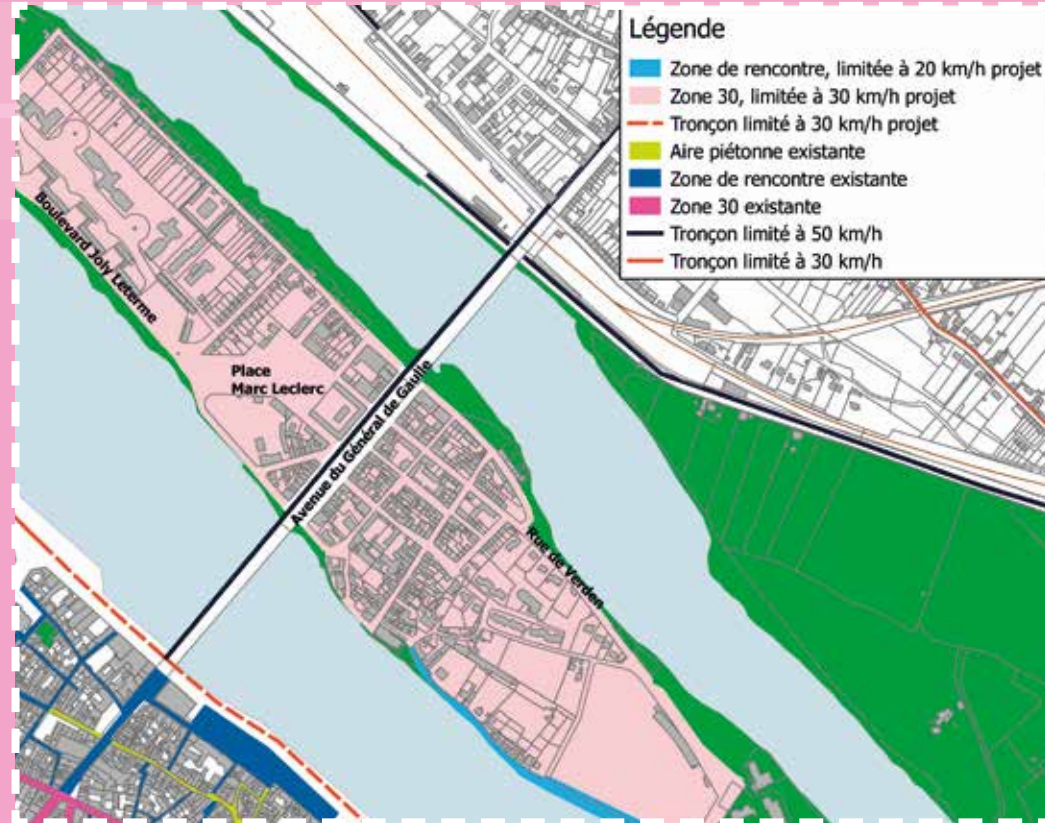 Légende
Zone de rencontre, limitée à 20 km/h projet
Zone 30, limitée à 30 km/h projet
Tronçon limité à 30 km/h projet
Aire piétonne existante
Zone de rencontre existante
Zone 30 existante
Tronçon limité à 50 km/h
Tronçon limité à 30 km/h
Boulevard Joly Leterme
Place
Marc Leclerc
Avenue du Général de Gaulle
Rue de Verden